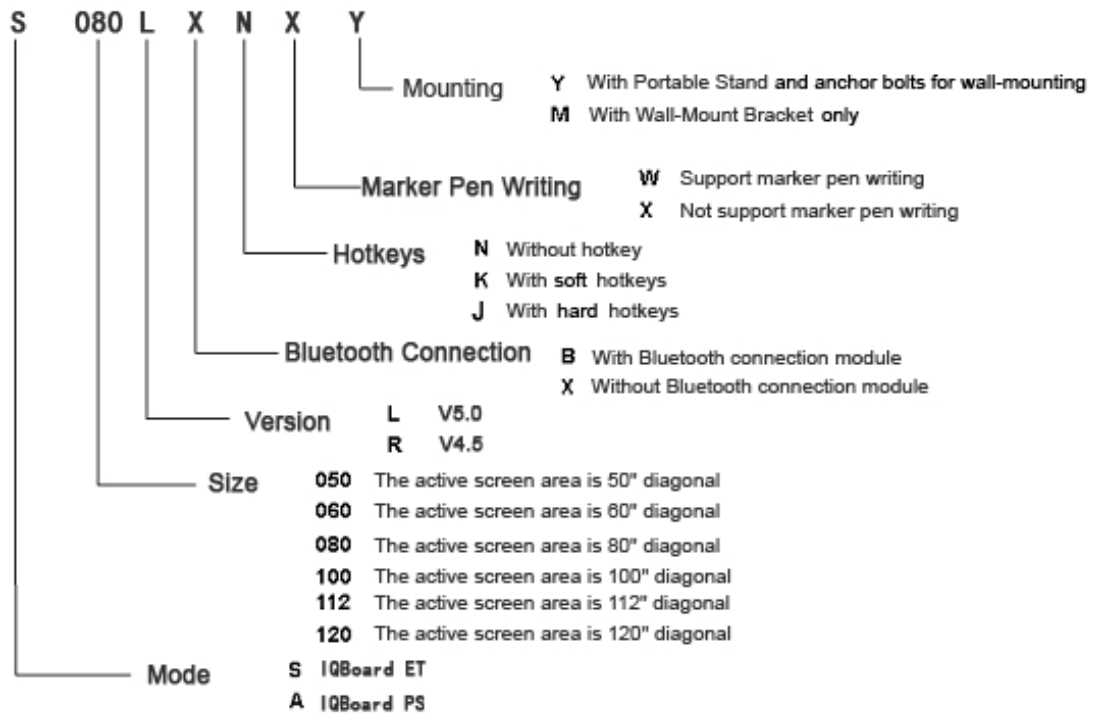 S 080 L X N X Y
Mounting
Y With Portable Stand and anchor bolts for wall-mounting
M With Wall-Mount Bracket only
Marker Pen Writing
W Support marker pen writing
X Not support marker pen writing
Hotkeys
N Without hotkey
K With soft hotkeys
J With hard hotkeys
Bluetooth Connection
B With Bluetooth connection module
X Without Bluetooth connection module
Version
L V5.0
R V4.5
Size
050 The active screen area is 50" diagonal
060 The active screen area is 60" diagonal
080 The active screen area is 80" diagonal
100 The active screen area is 100" diagonal
112 The active screen area is 112" diagonal
120 The active screen area is 120" diagonal
Mode
S IQBoard ET
A IQBoard PS